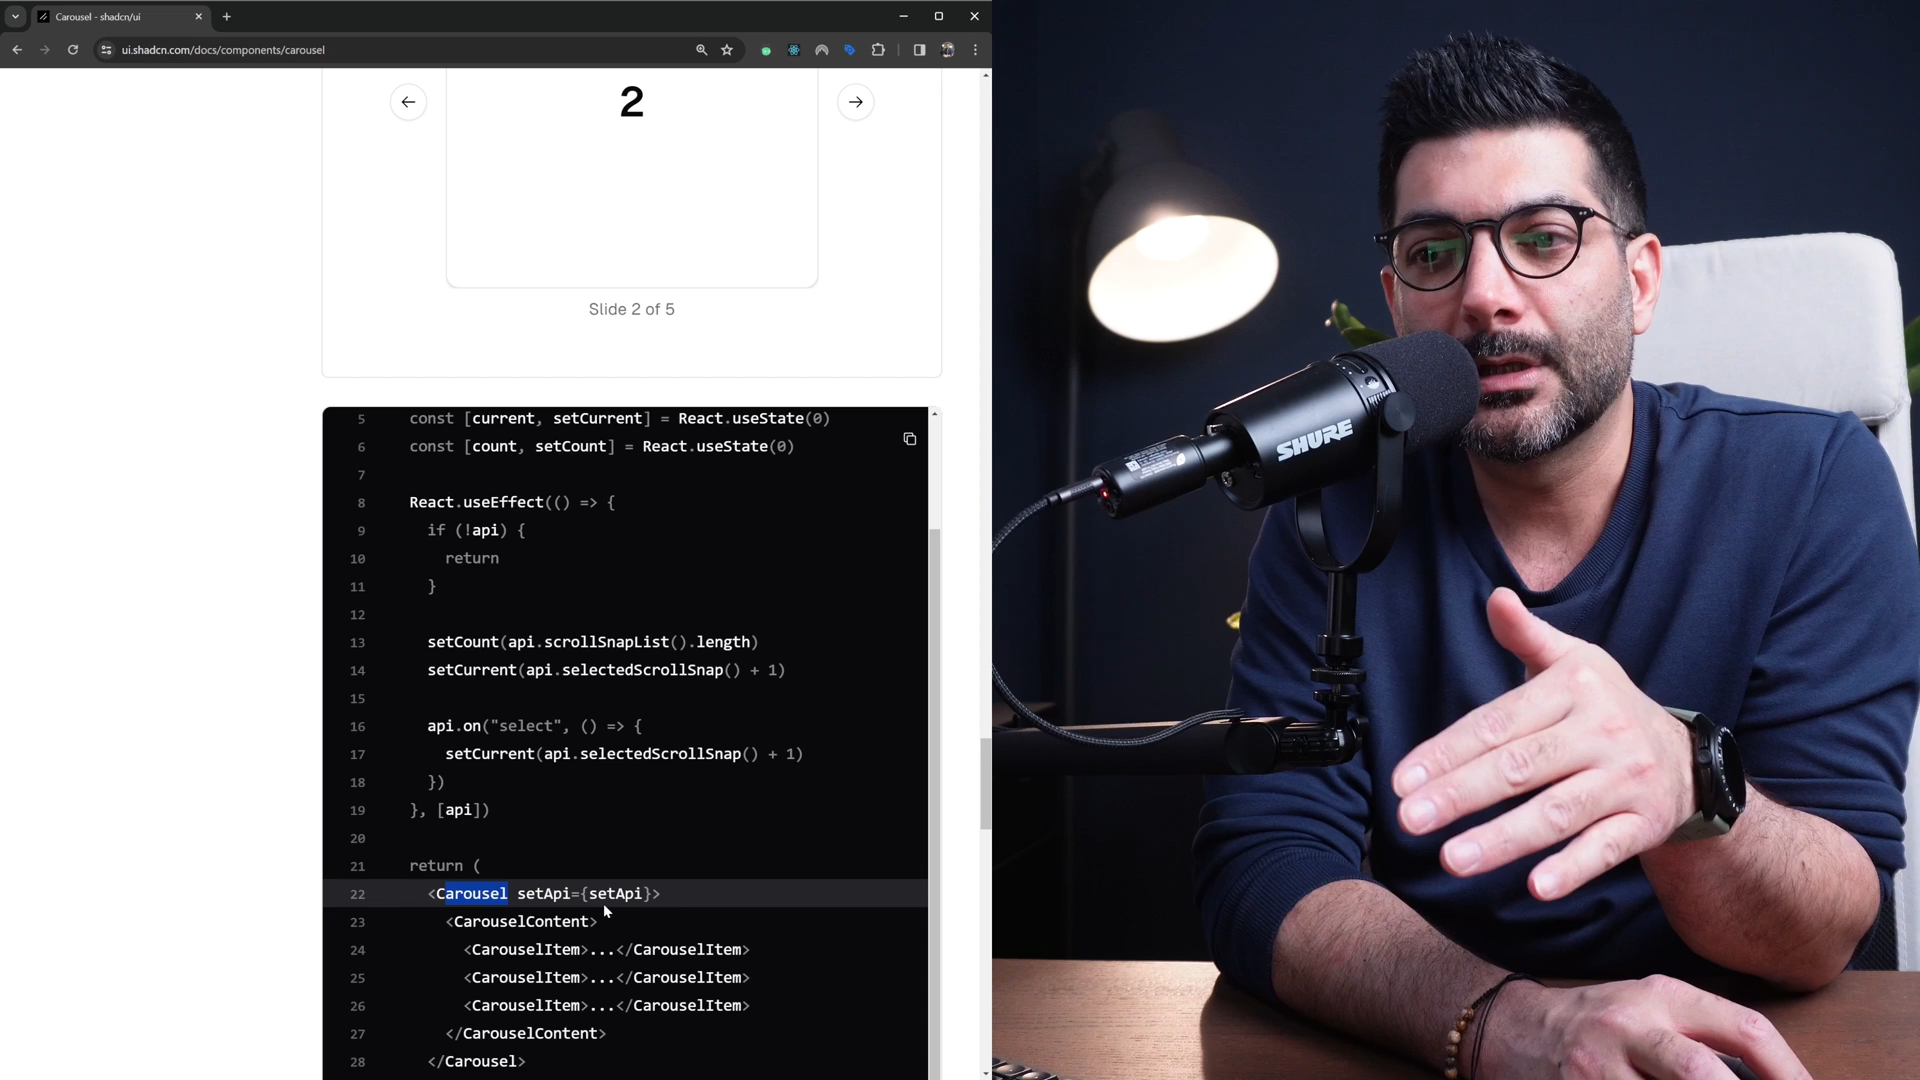 Carousel - shadcn/ui
ui.shadcn.com/docs/components/carousel
2
Slide 2 of 5
5 const [current, setCurrent] = React.useState(0)
6 const [count, setCount] = React.useState(0)
7
8 React.useEffect(() => {
9 if (!api) {
10 return
11 }
12
13 setCount(api.scrollSnapList().length)
14 setCurrent(api.selectedScrollSnap() + 1)
15
16 api.on("select", () => {
17 setCurrent(api.selectedScrollSnap() + 1)
18 })
19 }, [api])
20
21 return (
22 <Carousel setApi={setApi}>
23 <CarouselContent>
24 <CarouselItem>...</CarouselItem>
25 <CarouselItem>...</CarouselItem>
26 <CarouselItem>...</CarouselItem>
27 </CarouselContent>
28 </Carousel>
SHURE